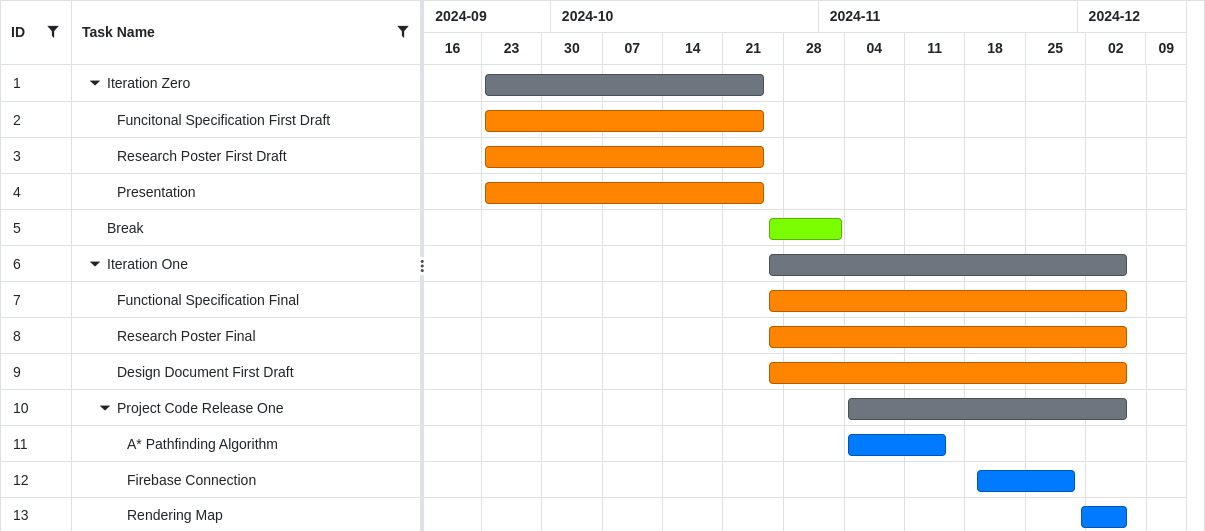 2024-09 2024-10 2024-11 2024-12
ID Task Name
16 23 30 07 14 21 28 04 11 18 25 02 09
1 Iteration Zero
2 Funcitonal Specification First Draft
3 Research Poster First Draft
4 Presentation
5 Break
6 Iteration One
7 Functional Specification Final
8 Research Poster Final
9 Design Document First Draft
10 Project Code Release One
11 A* Pathfinding Algorithm
12 Firebase Connection
13 Rendering Map